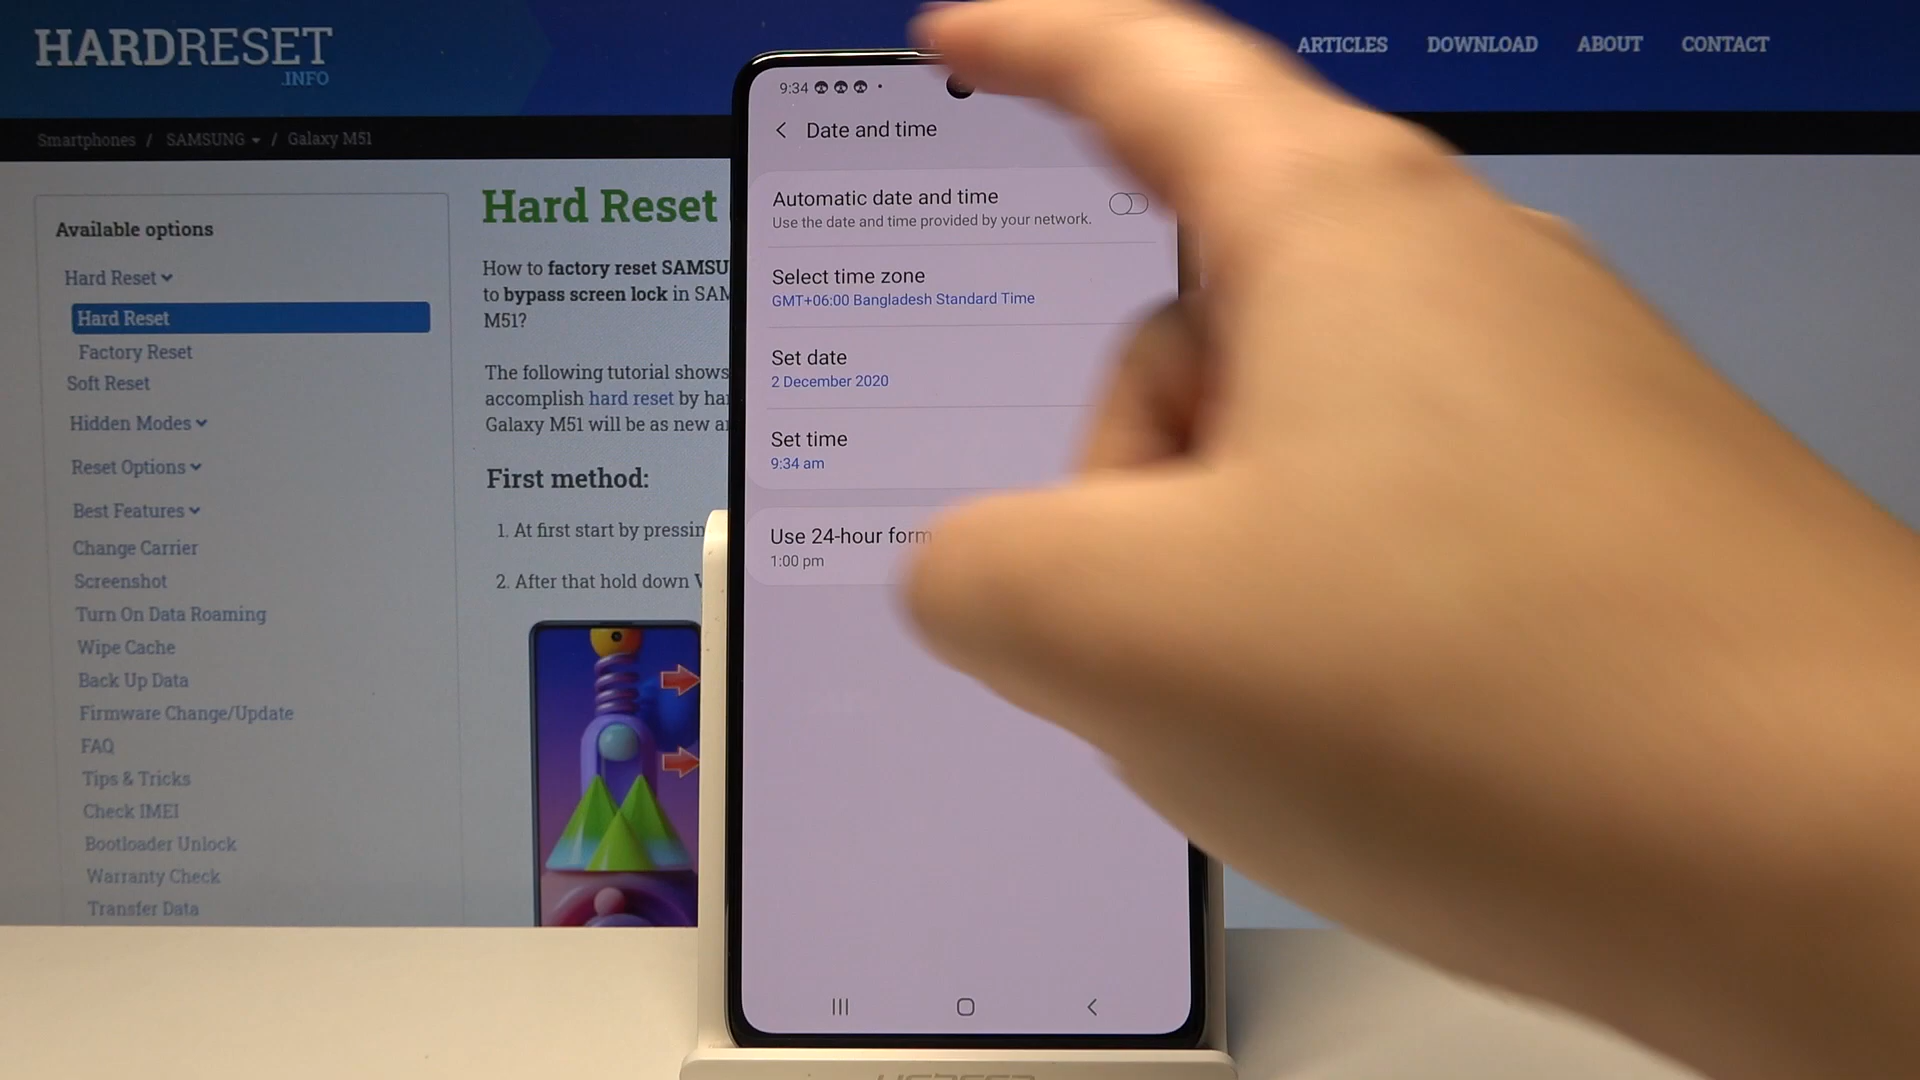 HARDRESET
.INFO
ARTICLES DOWNLOAD ABOUT CONTACT
Smartphones / SAMSUNG / Galaxy M51
Available options
Hard Reset
Hard Reset
Factory Reset
Soft Reset
Hidden Modes
Reset Options
Best Features
Change Carrier
Screenshot
Turn On Data Roaming
Wipe Cache
Back Up Data
Firmware Change/Update
FAQ
Tips & Tricks
Check IMEI
Bootloader Unlock
Warranty Check
Transfer Data
Hard Reset
How to factory reset SAMSU
to bypass screen lock in SAM
M51?
The following tutorial shows
accomplish hard reset by ha
Galaxy M51 will be as new a
First method:
1. At first start by pressin
2. After that hold down V
9:34
Date and time
Automatic date and time
Use the date and time provided by your network.
Select time zone
GMT+06:00 Bangladesh Standard Time
Set date
2 December 2020
Set time
9:34 am
Use 24-hour form
1:00 pm